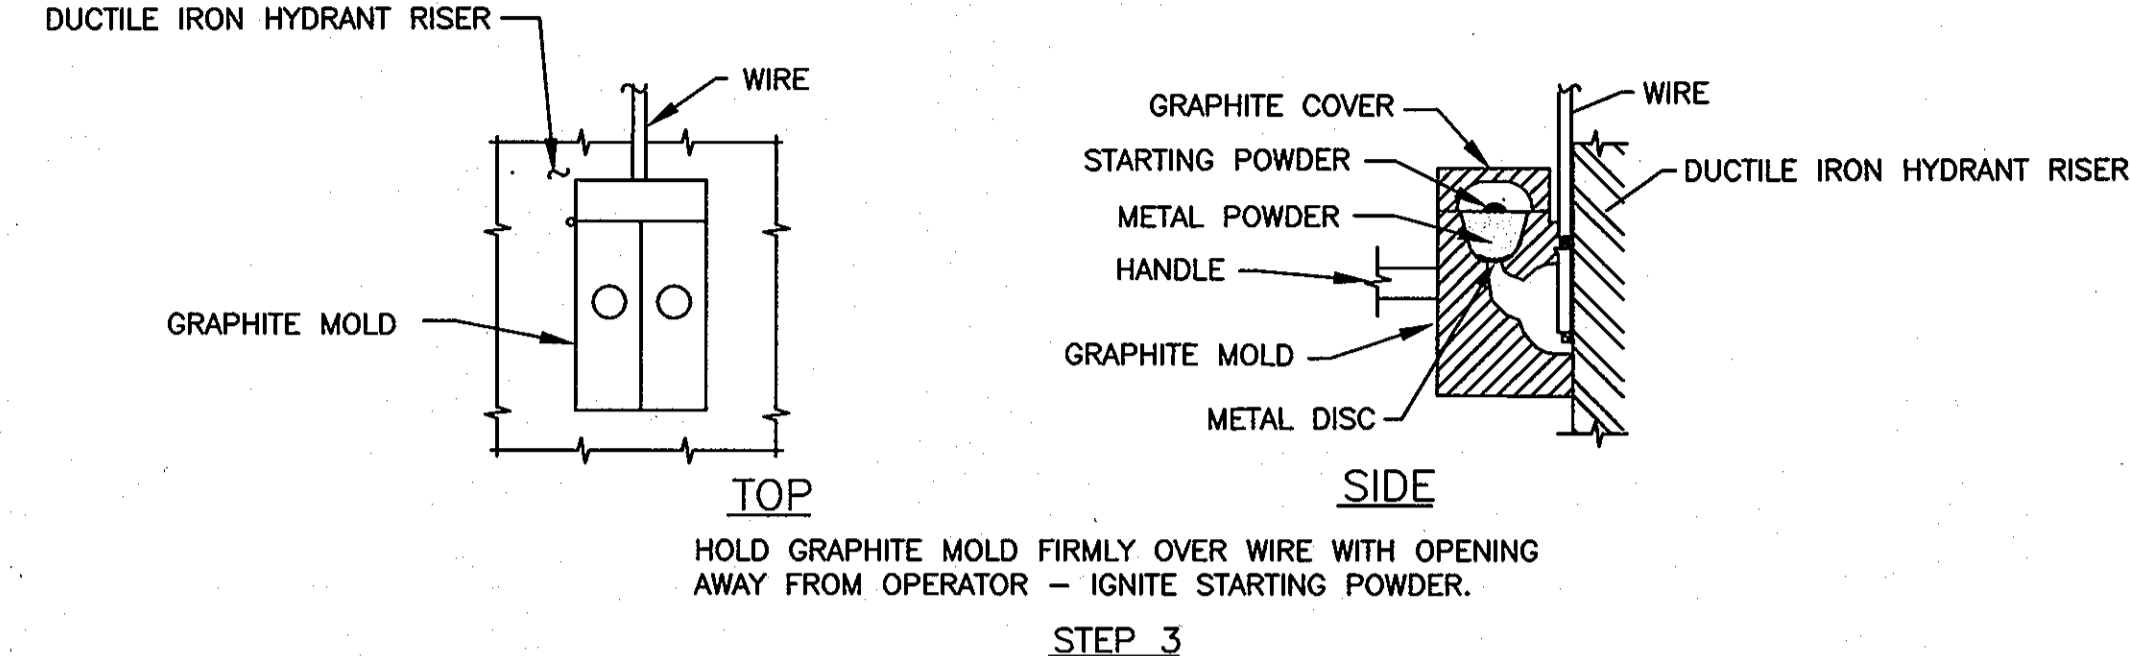 DUCTILE IRON HYDRANT RISER
WIRE
GRAPHITE MOLD
TOP
GRAPHITE COVER
STARTING POWDER
METAL POWDER
HANDLE
GRAPHITE MOLD
METAL DISC
WIRE
DUCTILE IRON HYDRANT RISER
SIDE
HOLD GRAPHITE MOLD FIRMLY OVER WIRE WITH OPENING
AWAY FROM OPERATOR – IGNITE STARTING POWDER.
STEP 3